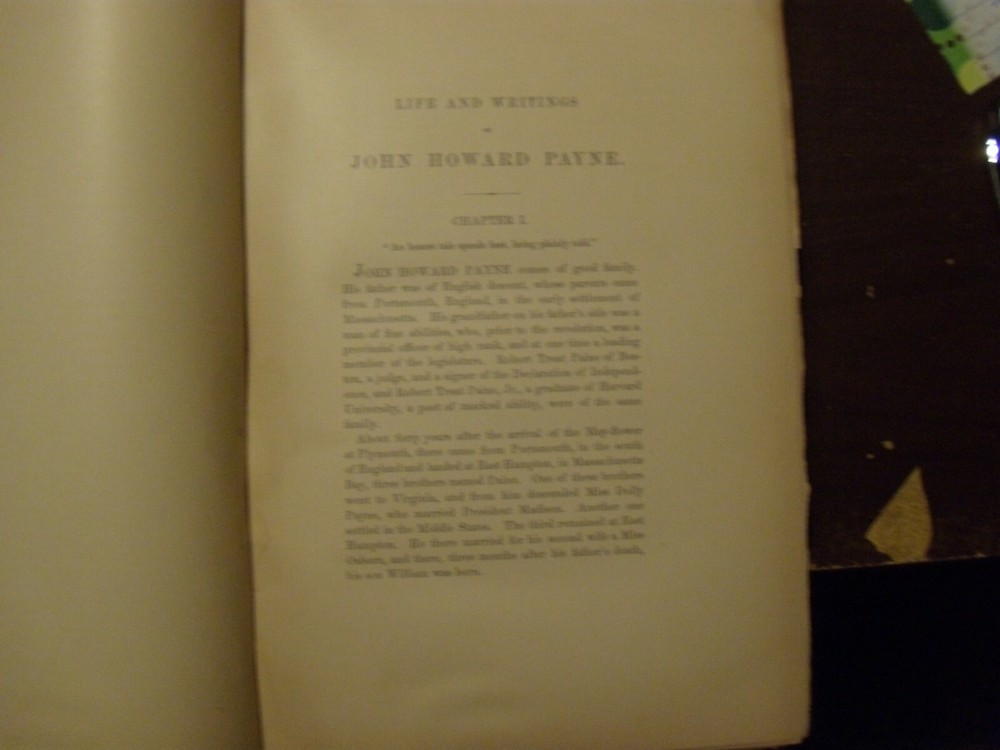 LIFE AND WRITINGS
OF
JOHN HOWARD PAYNE.
CHAPTER I.
"An honest tale speeds best, being plainly told."
JOHN HOWARD PAYNE comes of good family.
His father was of English descent, whose parents came
from Portsmouth, England, in the early settlement of
Massachusetts. His grandfather on his father's side was a
man of fine abilities, who, prior to the revolution, was a
provincial officer of high rank, and at one time a leading
member of the legislature. Robert Treat Paine of Bos-
ton, a judge, and a signer of the Declaration of Independ-
ence, and Robert Treat Paine, Jr., a graduate of Harvard
University, a poet of marked ability, were of the same
family.
About forty years after the arrival of the May-flower
at Plymouth, there came from Portsmouth, in the south
of England and landed at East Hampton, in Massachusetts
Bay, three brothers named Paine. One of these brothers
went to Virginia, and from him descended Miss Dolly
Payne, who married President Madison. Another one
settled in the Middle States. The third remained at East
Hampton. He there married for his second wife a Miss
Osborn, and there, three months after his father's death,
his son William was born.